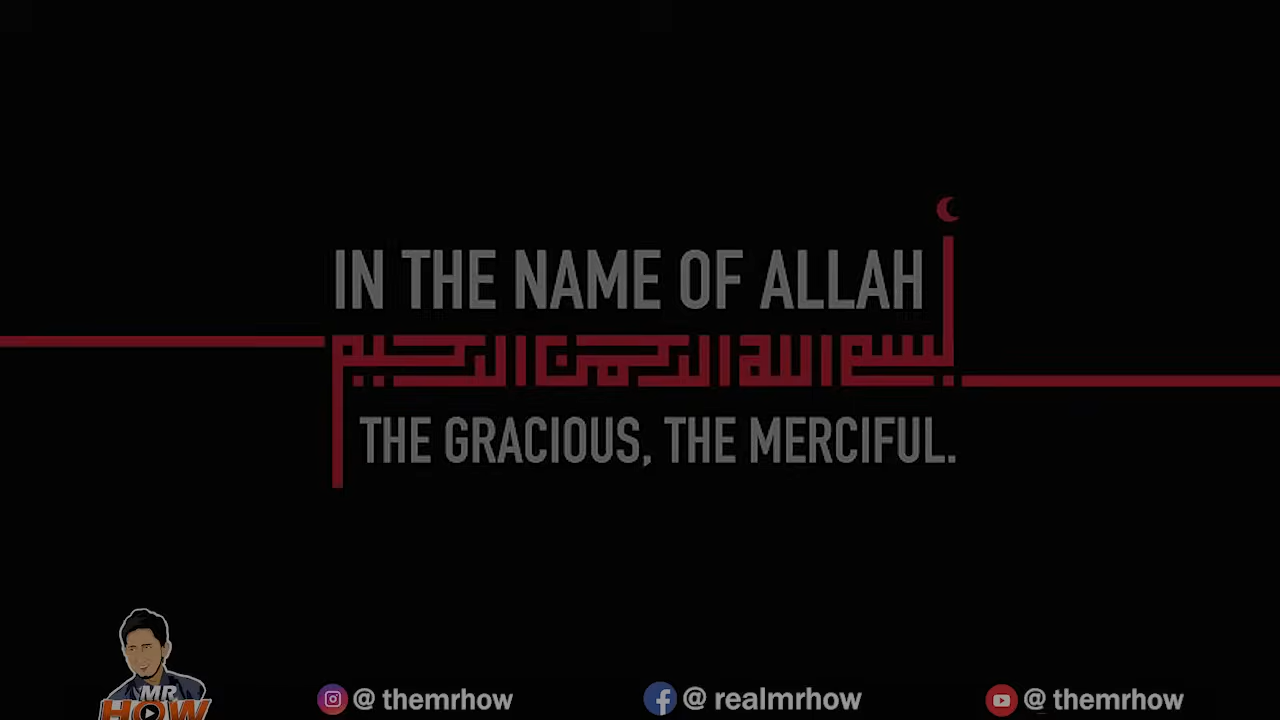 IN THE NAME OF ALLAH
بسم الله الرحمن الرحيم
THE GRACIOUS, THE MERCIFUL.
MR
HOW
@ themrhow
@ realmrhow
@ themrhow